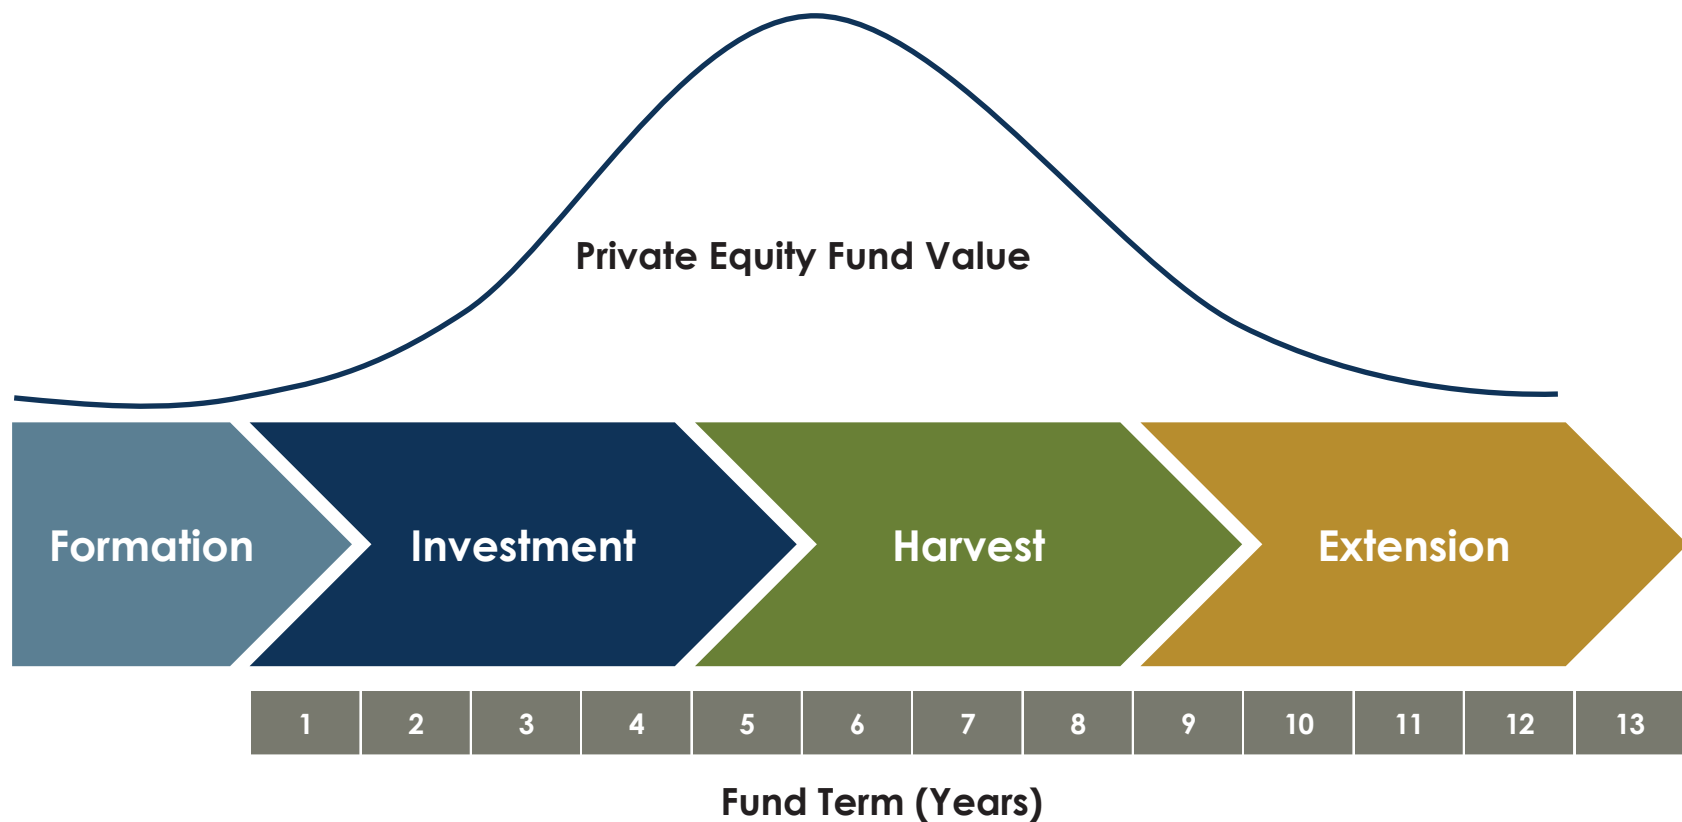 Private Equity Fund Value
Formation Investment Harvest Extension
1 2 3 4 5 6 7 8 9 10 11 12 13
Fund Term (Years)